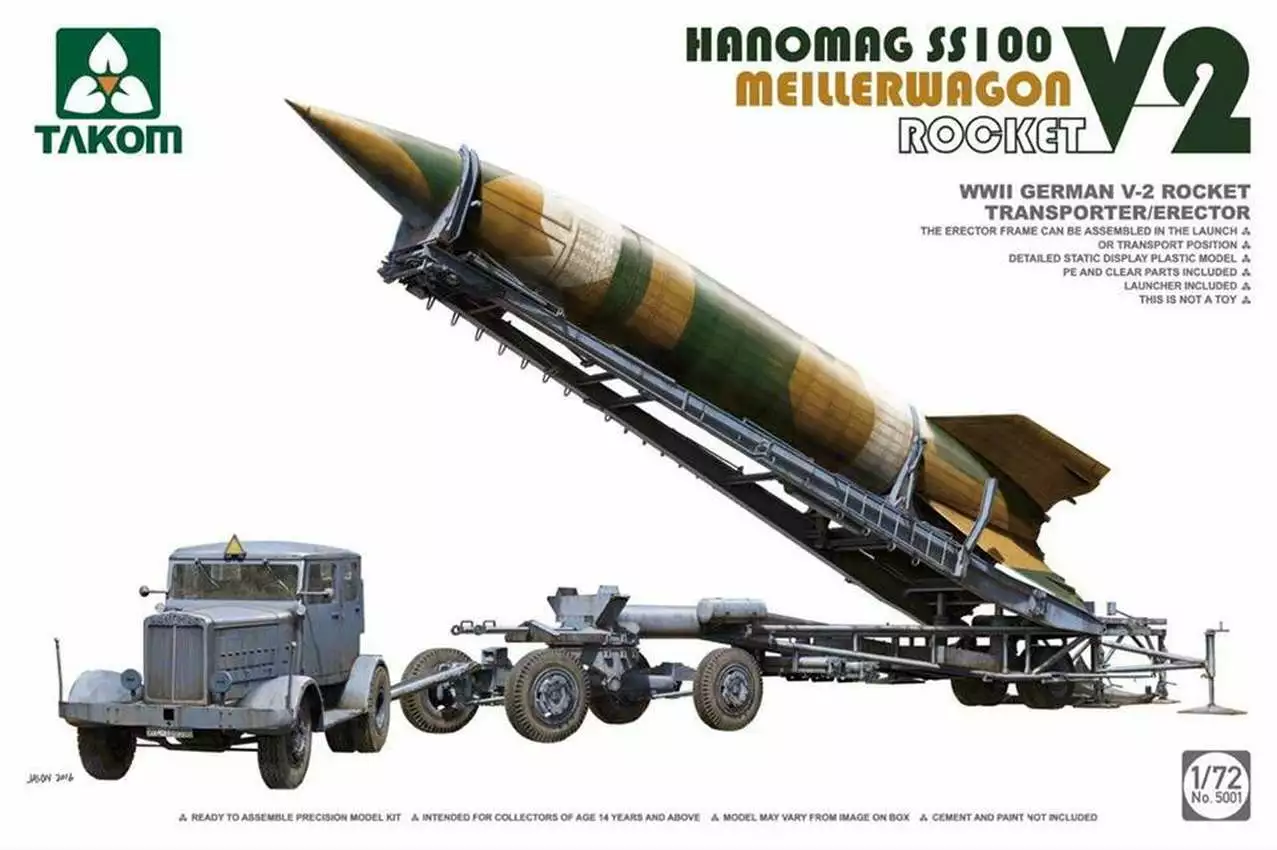 TAKOM
HANOMAG SS100
MEILLERWAGON
ROCKET
V-2
WWII GERMAN V-2 ROCKET
TRANSPORTER/ERECTOR
THE ERECTOR FRAME CAN BE ASSEMBLED IN THE LAUNCH
OR TRANSPORT POSITION
DETAILED STATIC DISPLAY PLASTIC MODEL
PE AND CLEAR PARTS INCLUDED
LAUNCHER INCLUDED
THIS IS NOT A TOY
JASON 2016
1/72
No. 5001
READY TO ASSEMBLE PRECISION MODEL KIT INTENDED FOR COLLECTORS OF AGE 14 YEARS AND ABOVE MODEL MAY VARY FROM IMAGE ON BOX CEMENT AND PAINT NOT INCLUDED